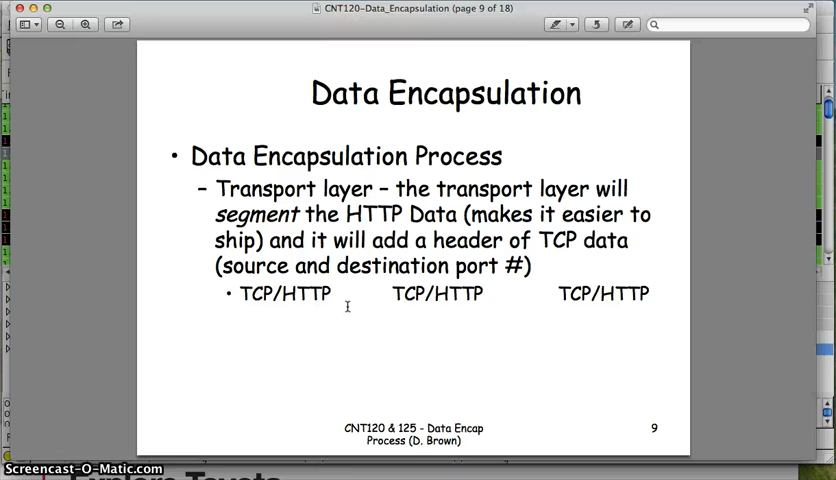 CNT120-Data_Encapsulation (page 9 of 18)
Data Encapsulation
• Data Encapsulation Process
– Transport layer – the transport layer will
segment the HTTP Data (makes it easier to
ship) and it will add a header of TCP data
(source and destination port #)
• TCP/HTTP TCP/HTTP TCP/HTTP
CNT120 & 125 - Data Encap
Process (D. Brown)
9
Screencast-O-Matic.com